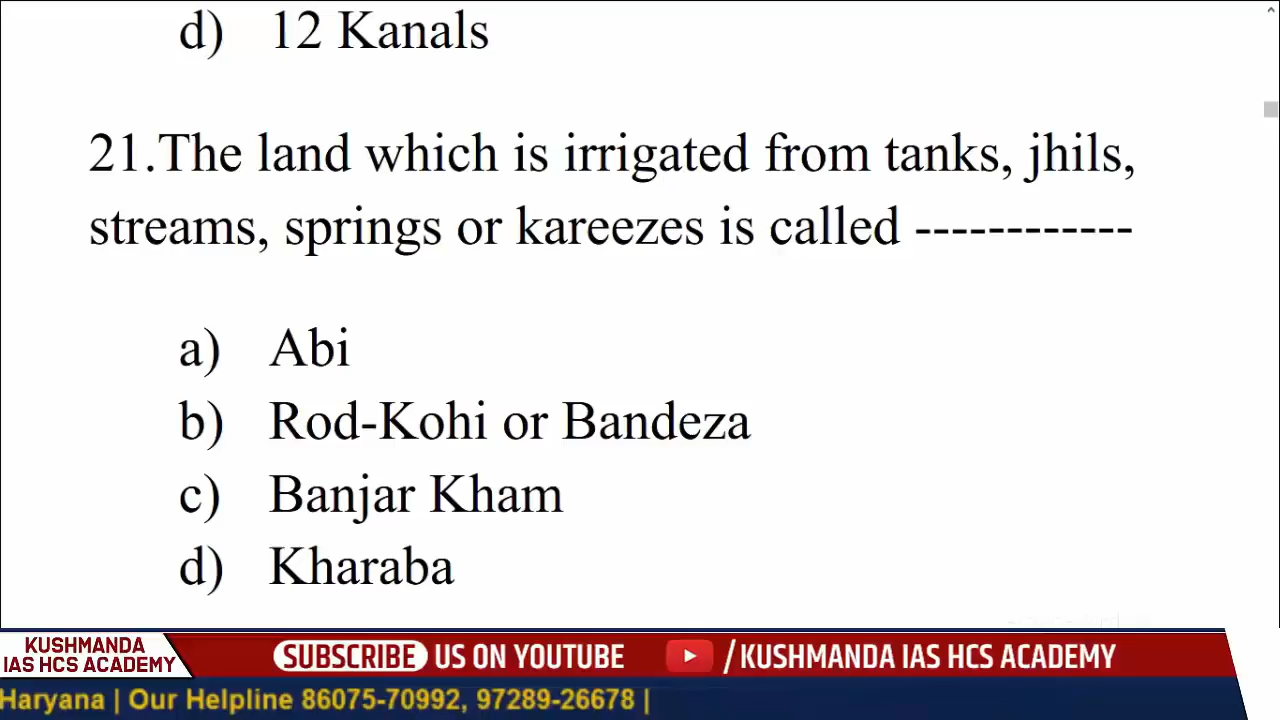 d) 12 Kanals
21.The land which is irrigated from tanks, jhils,
streams, springs or kareezes is called ------------
a) Abi
b) Rod-Kohi or Bandeza
c) Banjar Kham
d) Kharaba
KUSHMANDA
IAS HCS ACADEMY
SUBSCRIBE US ON YOUTUBE /KUSHMANDA IAS HCS ACADEMY
Haryana | Our Helpline 86075-70992, 97289-26678 |